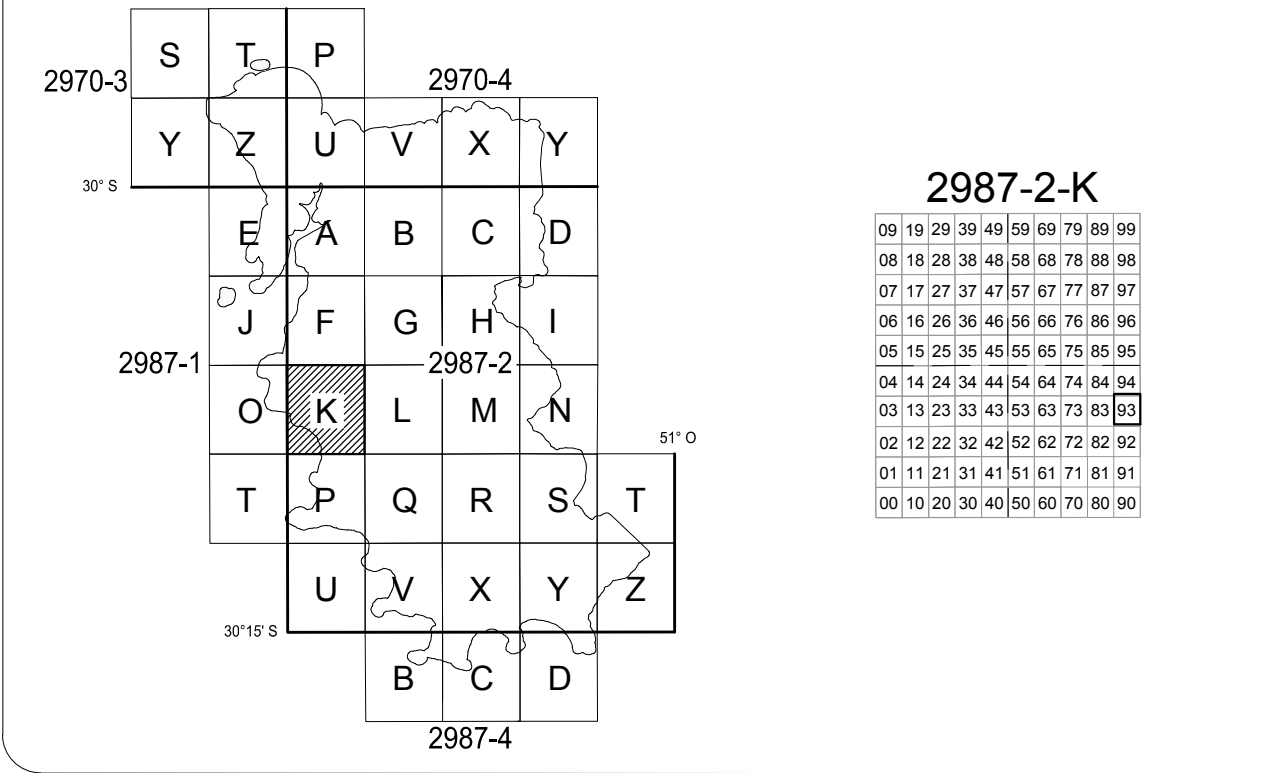 S T P
2970-3 2970-4
Y Z U V X Y
30° S
E A B C D
J F G H I
2987-1 2987-2
O K L M N
51° O
T P Q R S T
U V X Y Z
30°15' S
B C D
2987-4
2987-2-K
09 19 29 39 49 59 69 79 89 99
08 18 28 38 48 58 68 78 88 98
07 17 27 37 47 57 67 77 87 97
06 16 26 36 46 56 66 76 86 96
05 15 25 35 45 55 65 75 85 95
04 14 24 34 44 54 64 74 84 94
03 13 23 33 43 53 63 73 83 93
02 12 22 32 42 52 62 72 82 92
01 11 21 31 41 51 61 71 81 91
00 10 20 30 40 50 60 70 80 90